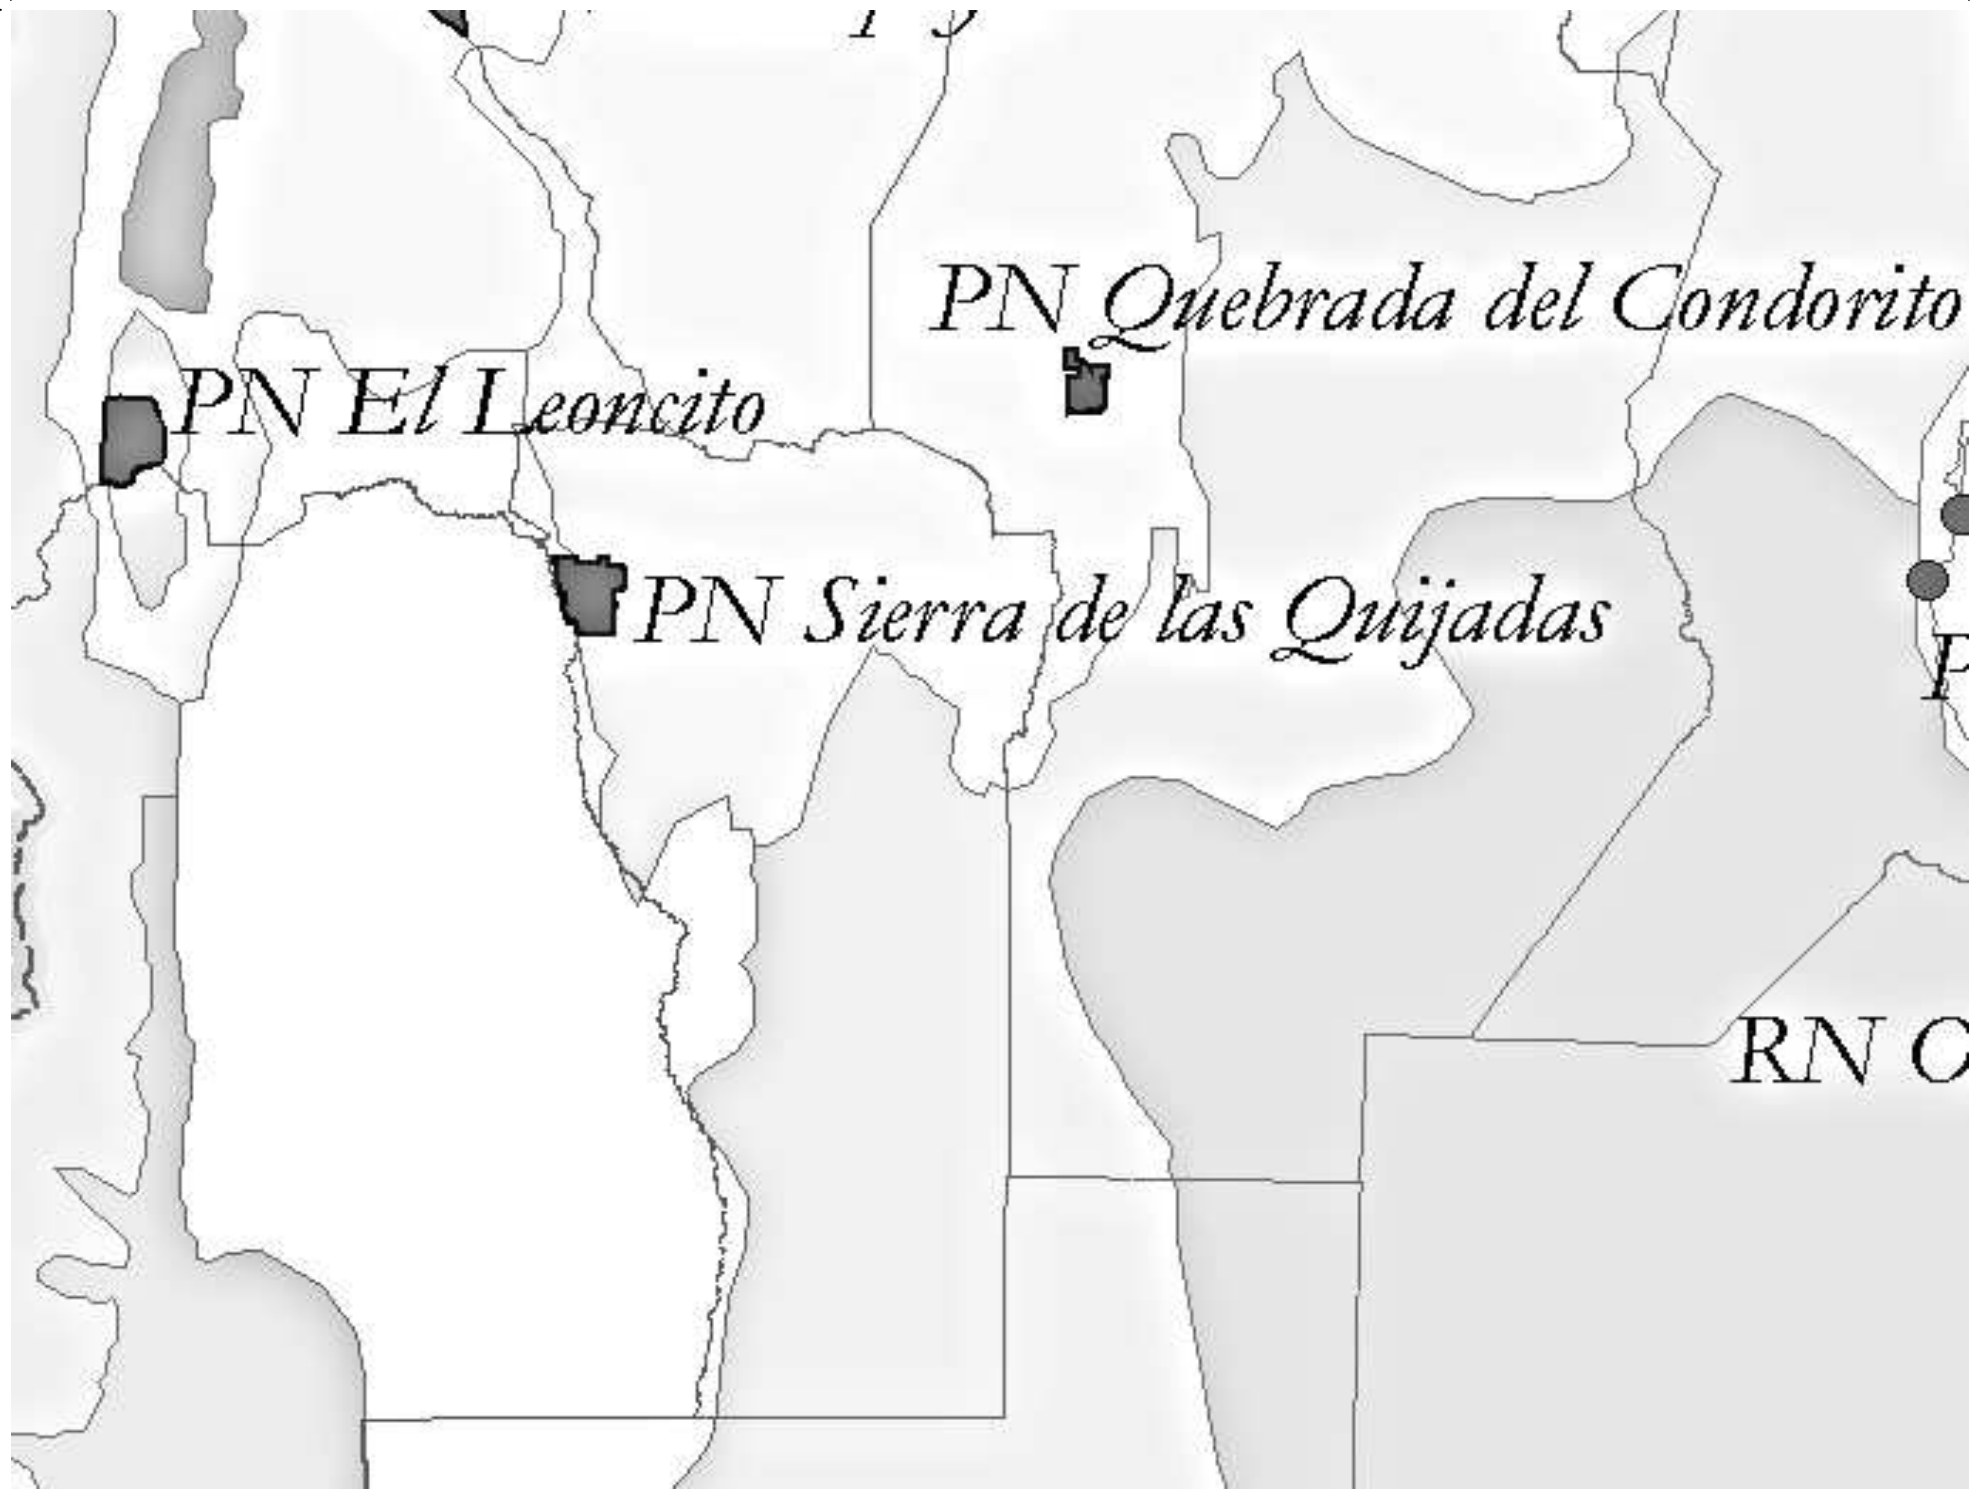 PN Quebrada del Condorito
PN El Leoncito
PN Sierra de las Quijadas
RN